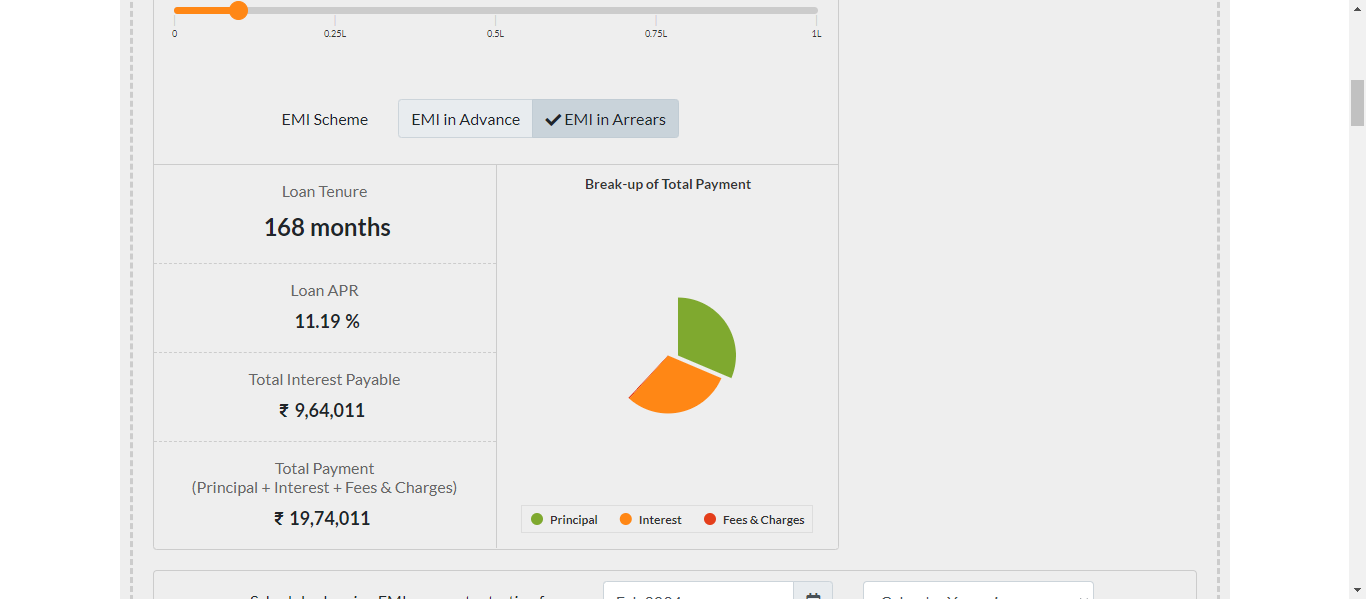 0 0.25L 0.5L 0.75L 1L
EMI Scheme EMI in Advance EMI in Arrears
Loan Tenure
168 months
Loan APR
11.19 %
Total Interest Payable
₹ 9,64,011
Total Payment
(Principal + Interest + Fees & Charges)
₹ 19,74,011
Break-up of Total Payment
Principal Interest Fees & Charges